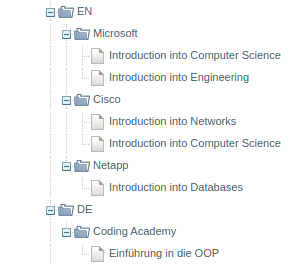 EN
Microsoft
Introduction into Computer Science
Introduction into Engineering
Cisco
Introduction into Networks
Introduction into Computer Science
Netapp
Introduction into Databases
DE
Coding Academy
Einführung in die OOP